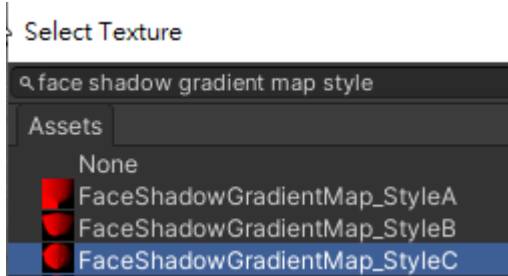 Select Texture
face shadow gradient map style
Assets
None
FaceShadowGradientMap_StyleA
FaceShadowGradientMap_StyleB
FaceShadowGradientMap_StyleC